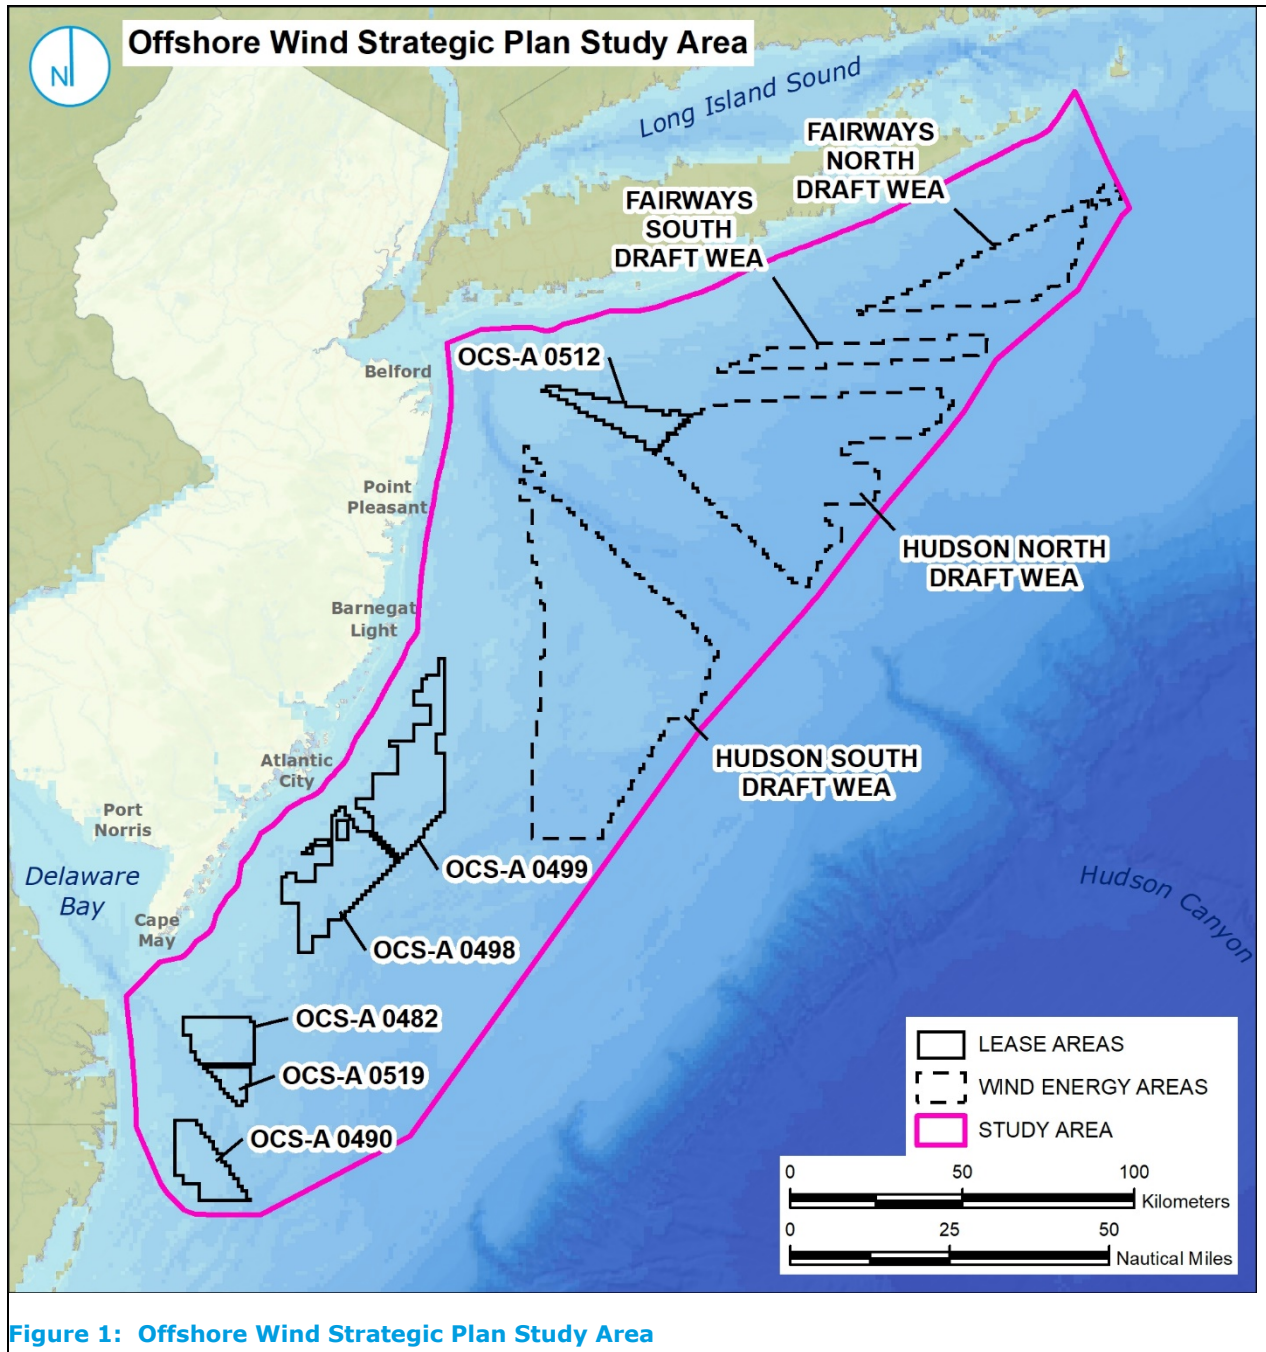 Offshore Wind Strategic Plan Study Area
N
Long Island Sound
FAIRWAYS
NORTH
DRAFT WEA
FAIRWAYS
SOUTH
DRAFT WEA
OCS-A 0512
Belford
Point
Pleasant
HUDSON NORTH
DRAFT WEA
Barnegat
Light
HUDSON SOUTH
DRAFT WEA
Atlantic
City
Port
Norris
OCS-A 0499
Delaware
Bay
Hudson Canyon
Cape
May
OCS-A 0498
OCS-A 0482
OCS-A 0519
OCS-A 0490
LEASE AREAS
WIND ENERGY AREAS
STUDY AREA
0 50 100
Kilometers
0 25 50
Nautical Miles
Figure 1: Offshore Wind Strategic Plan Study Area